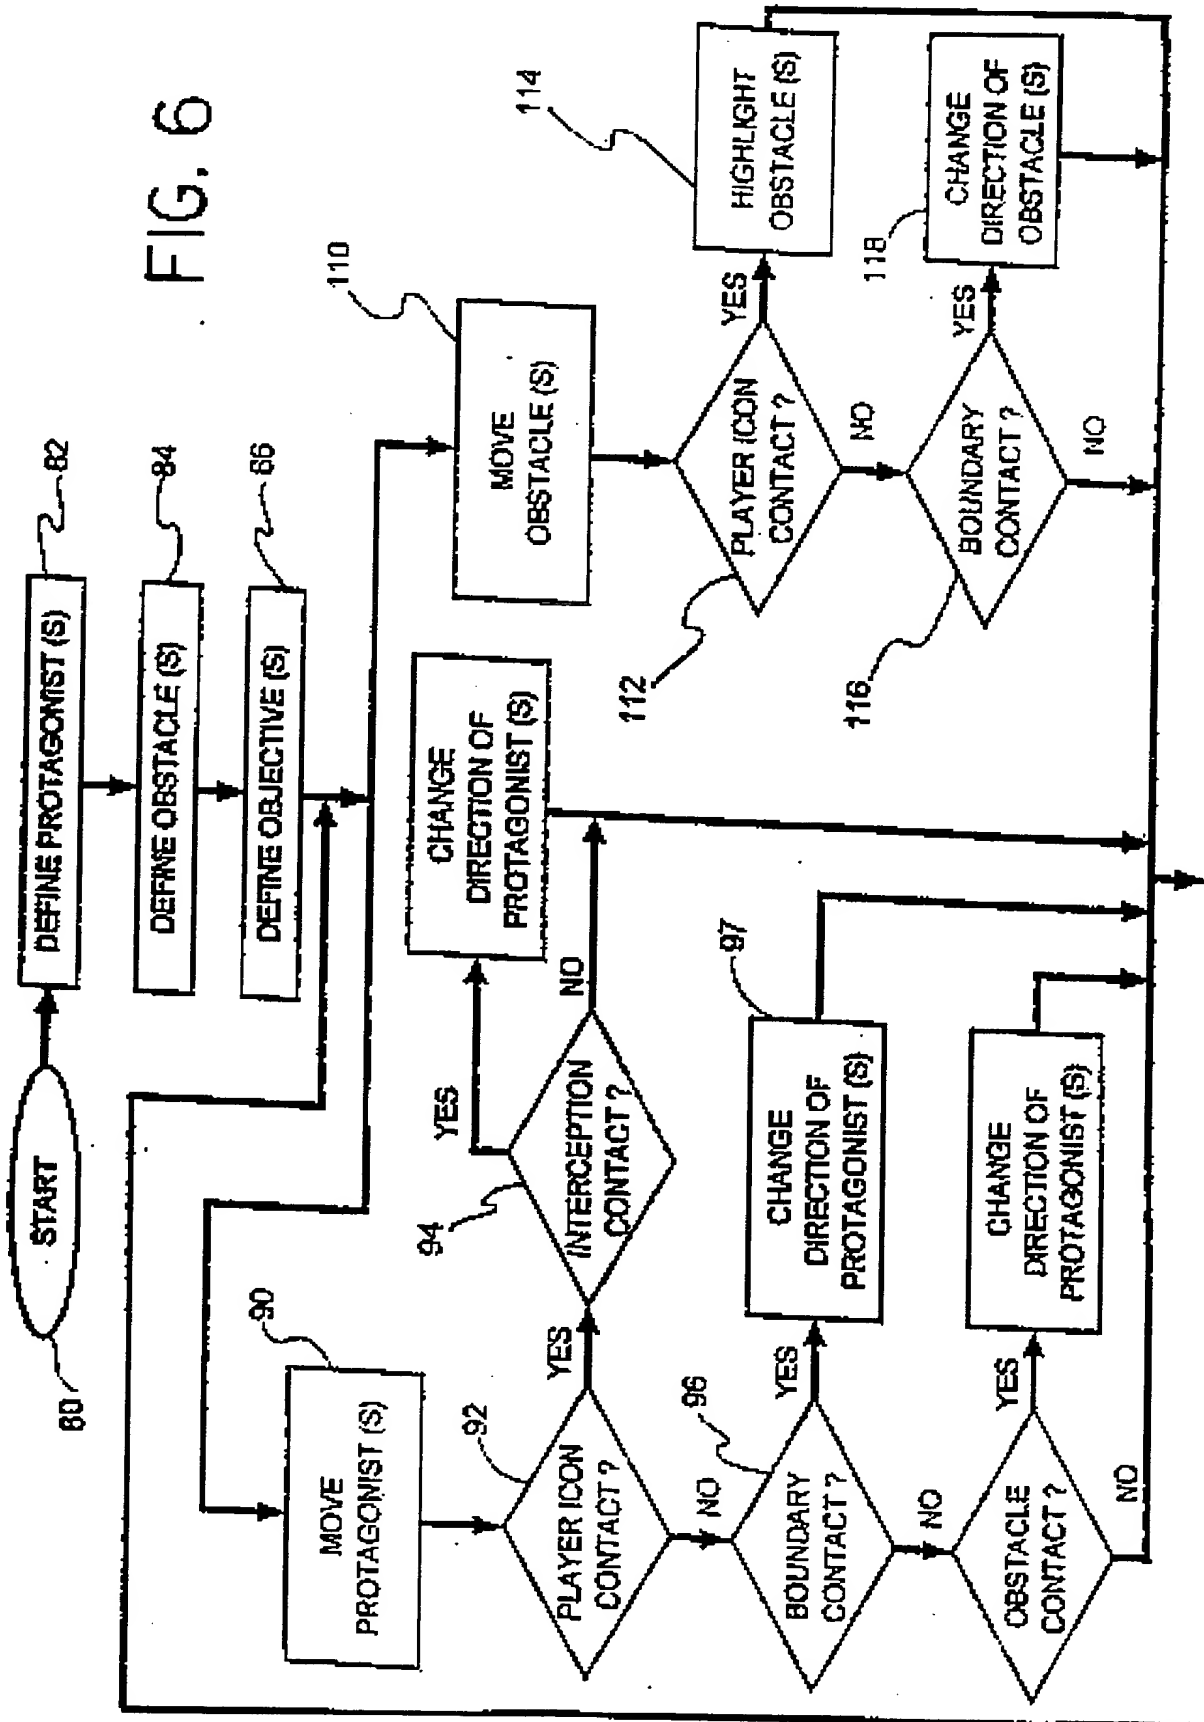 FIG. 6
START
80
DEFINE PROTAGONIST (S)
82
DEFINE OBSTACLE (S)
84
DEFINE OBJECTIVE (S)
86
MOVE
PROTAGONIST (S)
90
PLAYER ICON
CONTACT ?
92
YES
NO
INTERCEPTION
CONTACT ?
94
YES
NO
CHANGE
DIRECTION OF
PROTAGONIST (S)
BOUNDARY
CONTACT ?
96
YES
NO
CHANGE
DIRECTION OF
PROTAGONIST (S)
97
OBSTACLE
CONTACT ?
YES
NO
CHANGE
DIRECTION OF
PROTAGONIST (S)
MOVE
OBSTACLE (S)
110
PLAYER ICON
CONTACT ?
112
YES
NO
HIGHLIGHT
OBSTACLE (S)
114
BOUNDARY
CONTACT ?
116
YES
NO
CHANGE
DIRECTION OF
OBSTACLE (S)
118